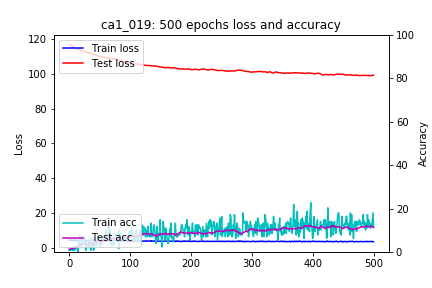 ca1_019: 500 epochs loss and accuracy
120
100
80
60
40
20
0
Loss
Train loss
Test loss
Train acc
Test acc
100
80
60
40
20
0
Accuracy
0
100
200
300
400
500